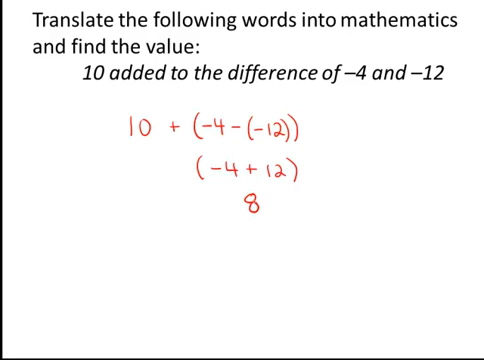 Translate the following words into mathematics
and find the value:
10 added to the difference of –4 and –12
10 + (-4 - (-12))
(-4 + 12)
8